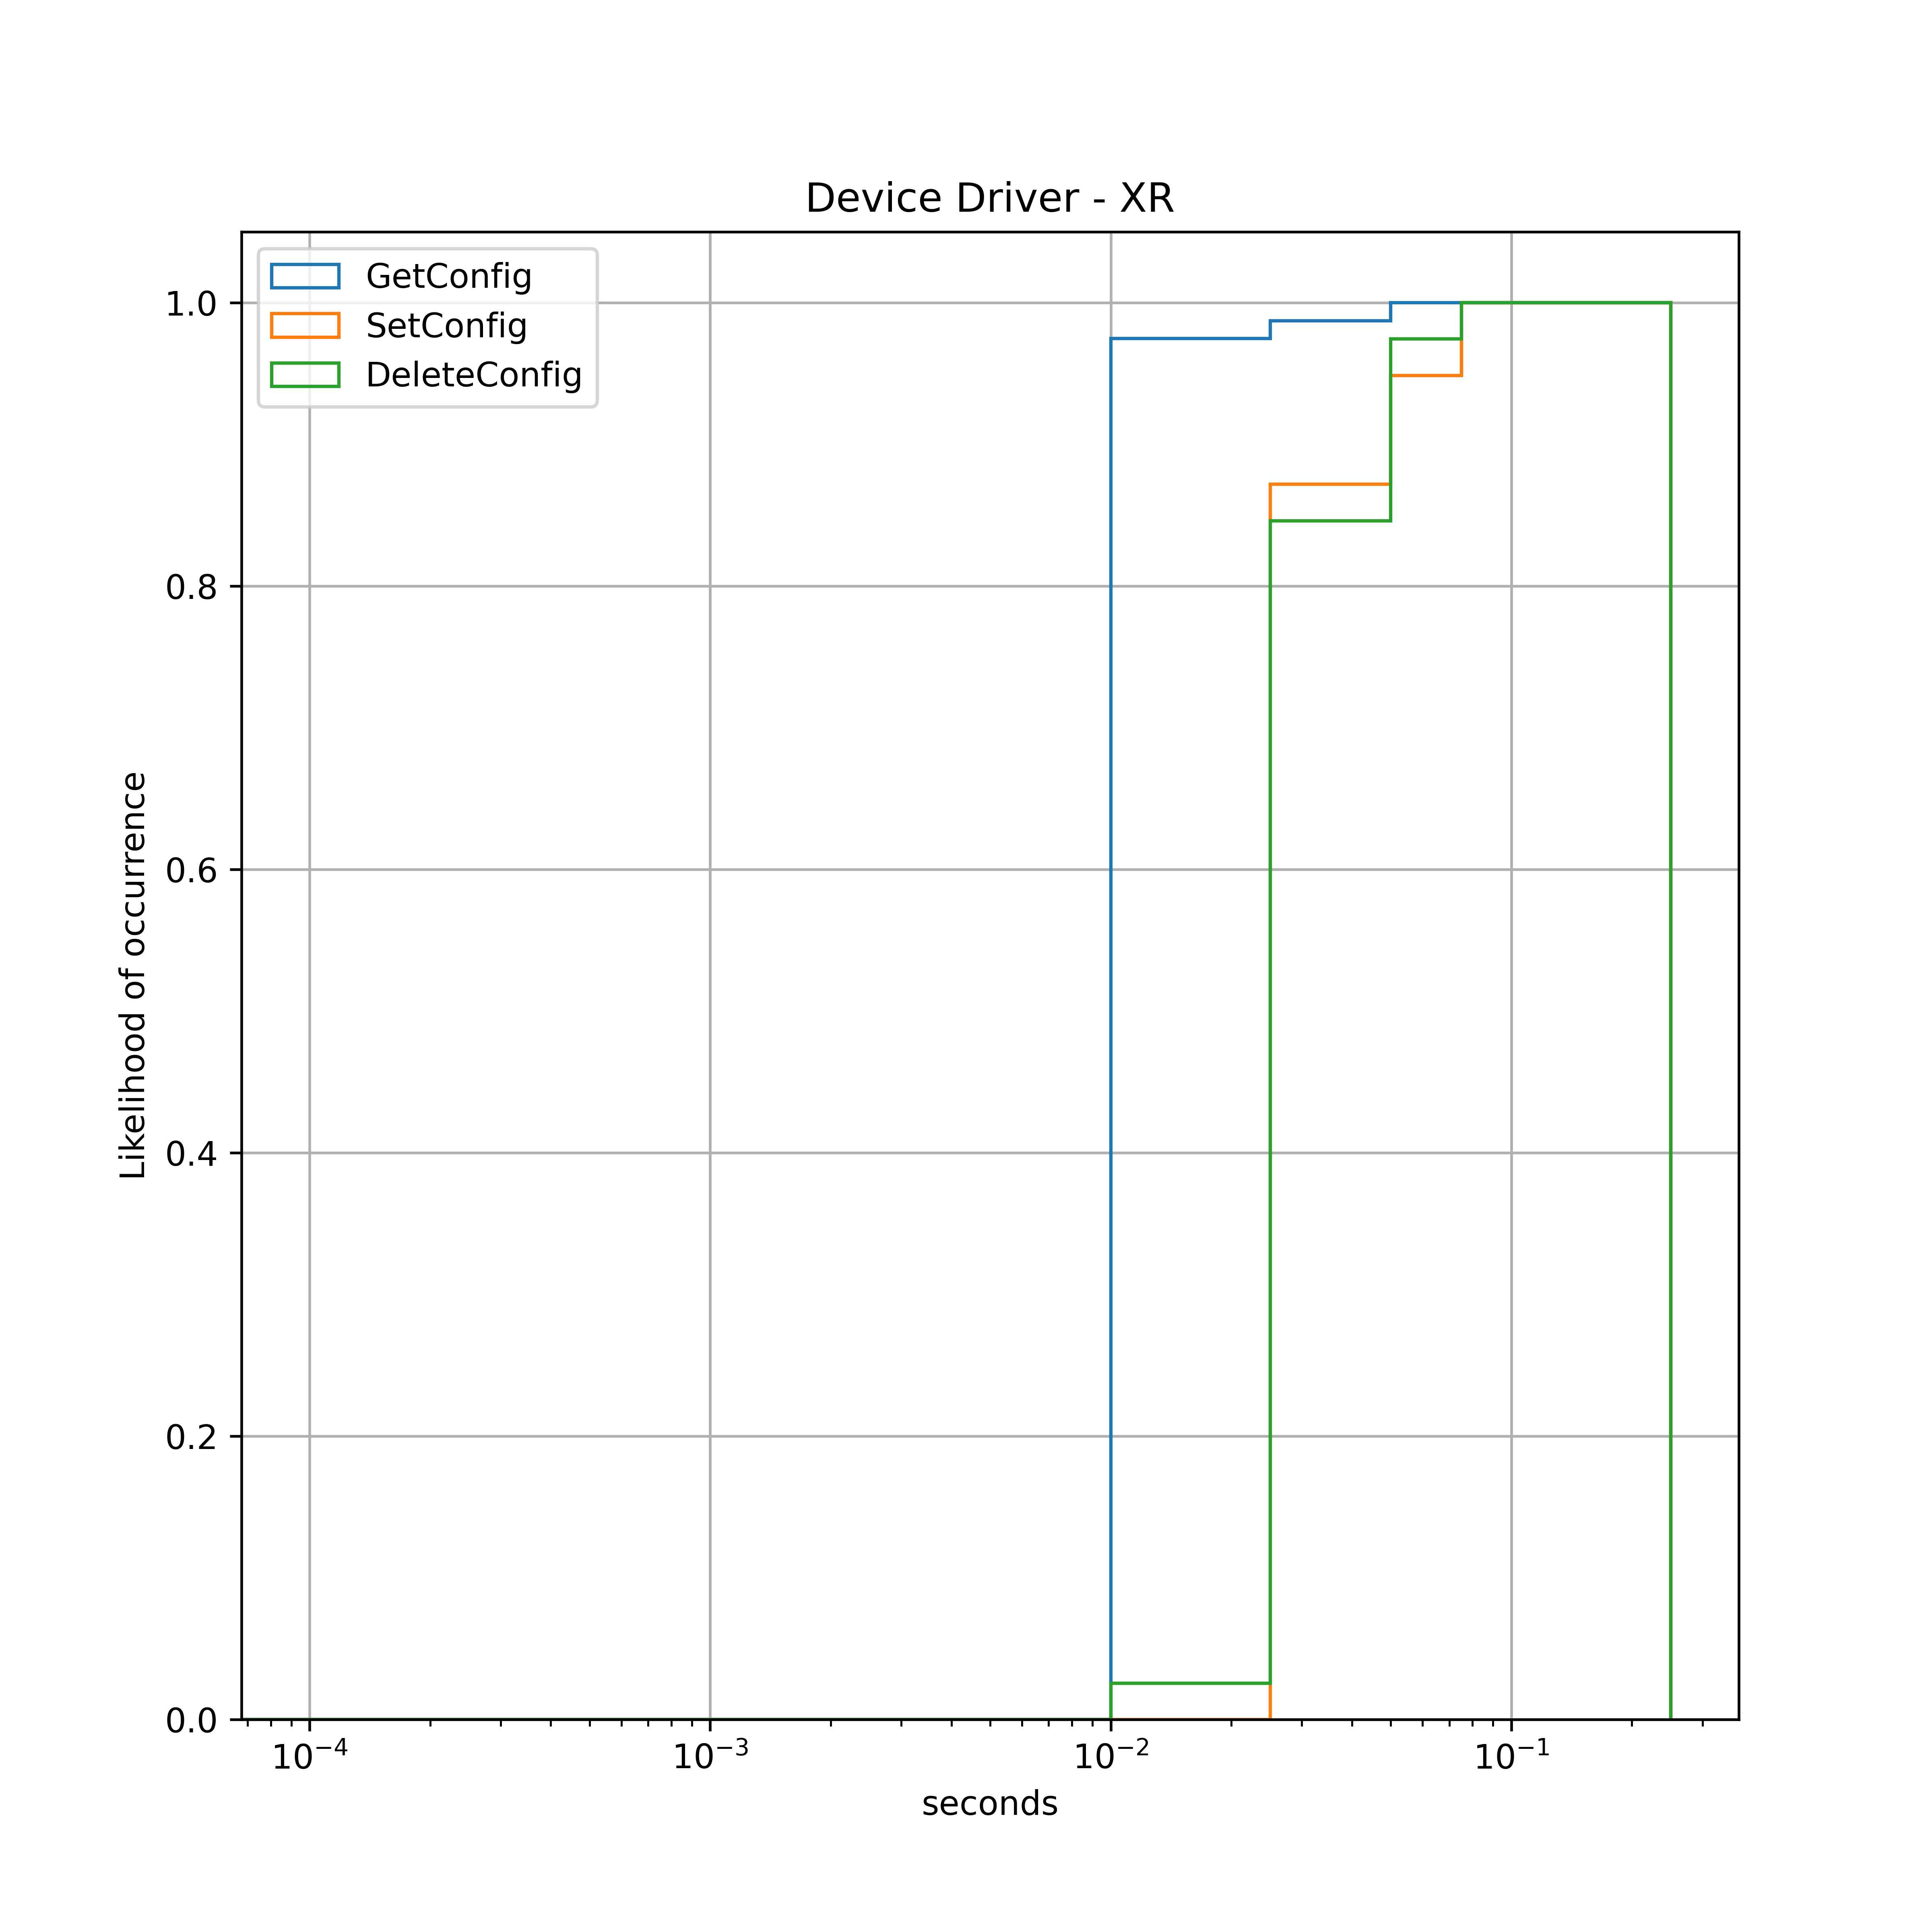 Device Driver - XR
GetConfig
SetConfig
DeleteConfig
1.0
0.8
0.6
0.4
0.2
0.0
Likelihood of occurrence
10⁻⁴
10⁻³
10⁻²
10⁻¹
seconds